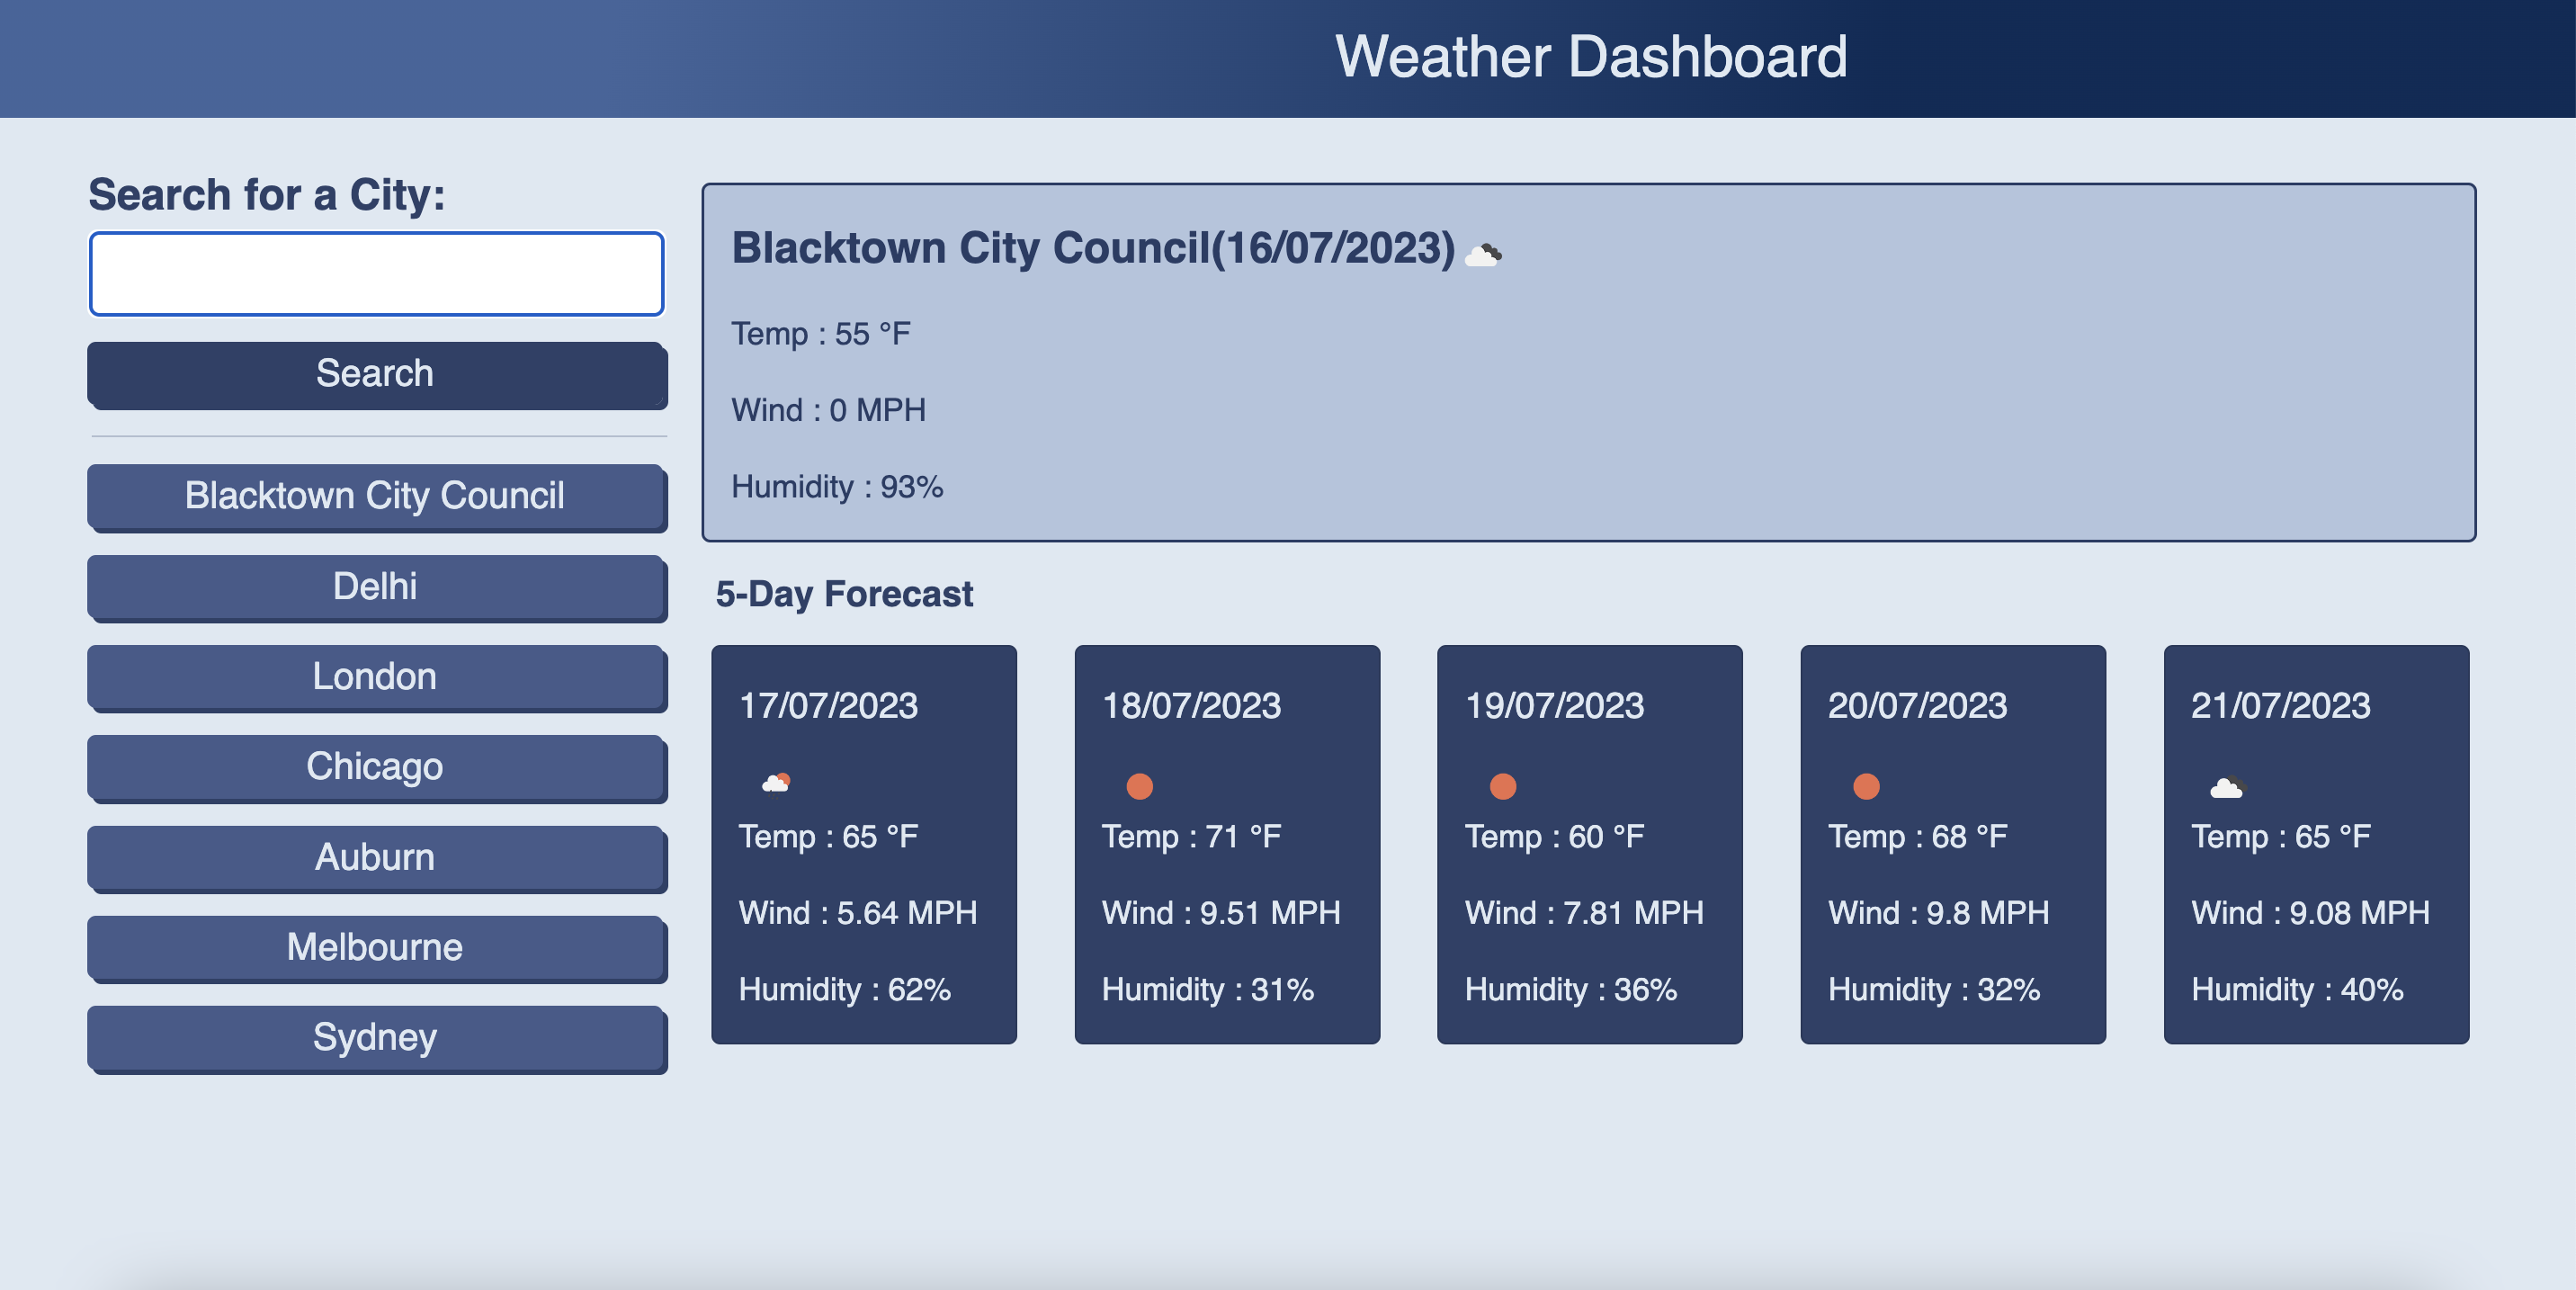 Weather Dashboard
Search for a City:
Search
Blacktown City Council
Delhi
London
Chicago
Auburn
Melbourne
Sydney
Blacktown City Council(16/07/2023)
Temp : 55 °F
Wind : 0 MPH
Humidity : 93%
5-Day Forecast
17/07/2023
Temp : 65 °F
Wind : 5.64 MPH
Humidity : 62%
18/07/2023
Temp : 71 °F
Wind : 9.51 MPH
Humidity : 31%
19/07/2023
Temp : 60 °F
Wind : 7.81 MPH
Humidity : 36%
20/07/2023
Temp : 68 °F
Wind : 9.8 MPH
Humidity : 32%
21/07/2023
Temp : 65 °F
Wind : 9.08 MPH
Humidity : 40%